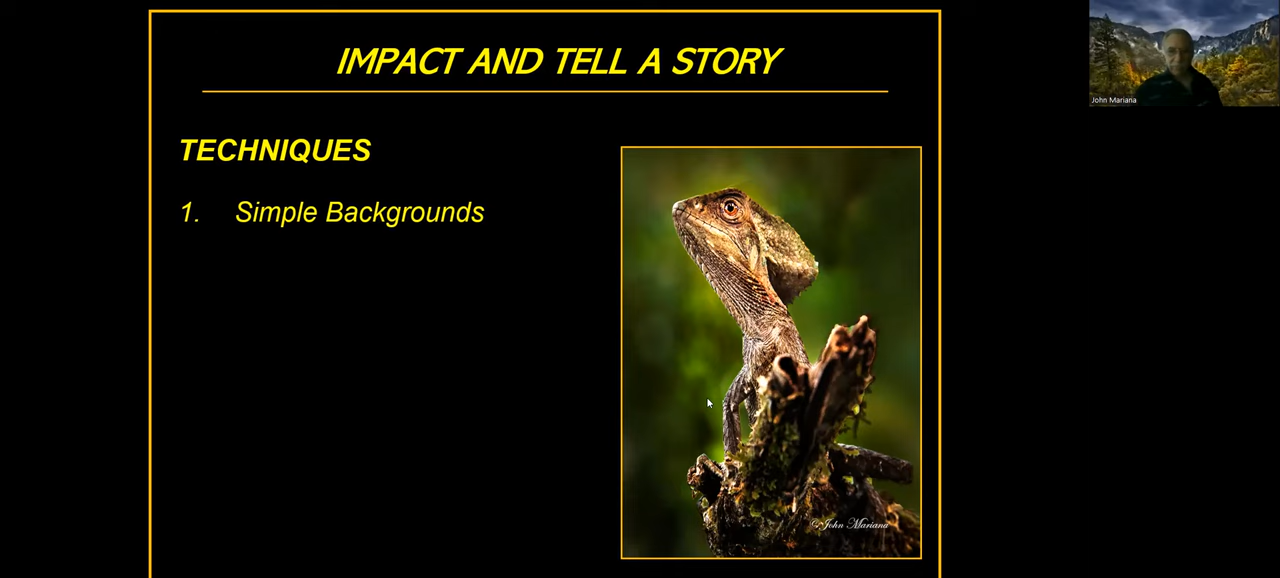 IMPACT AND TELL A STORY
John Mariana
TECHNIQUES
1. Simple Backgrounds
©John Mariana